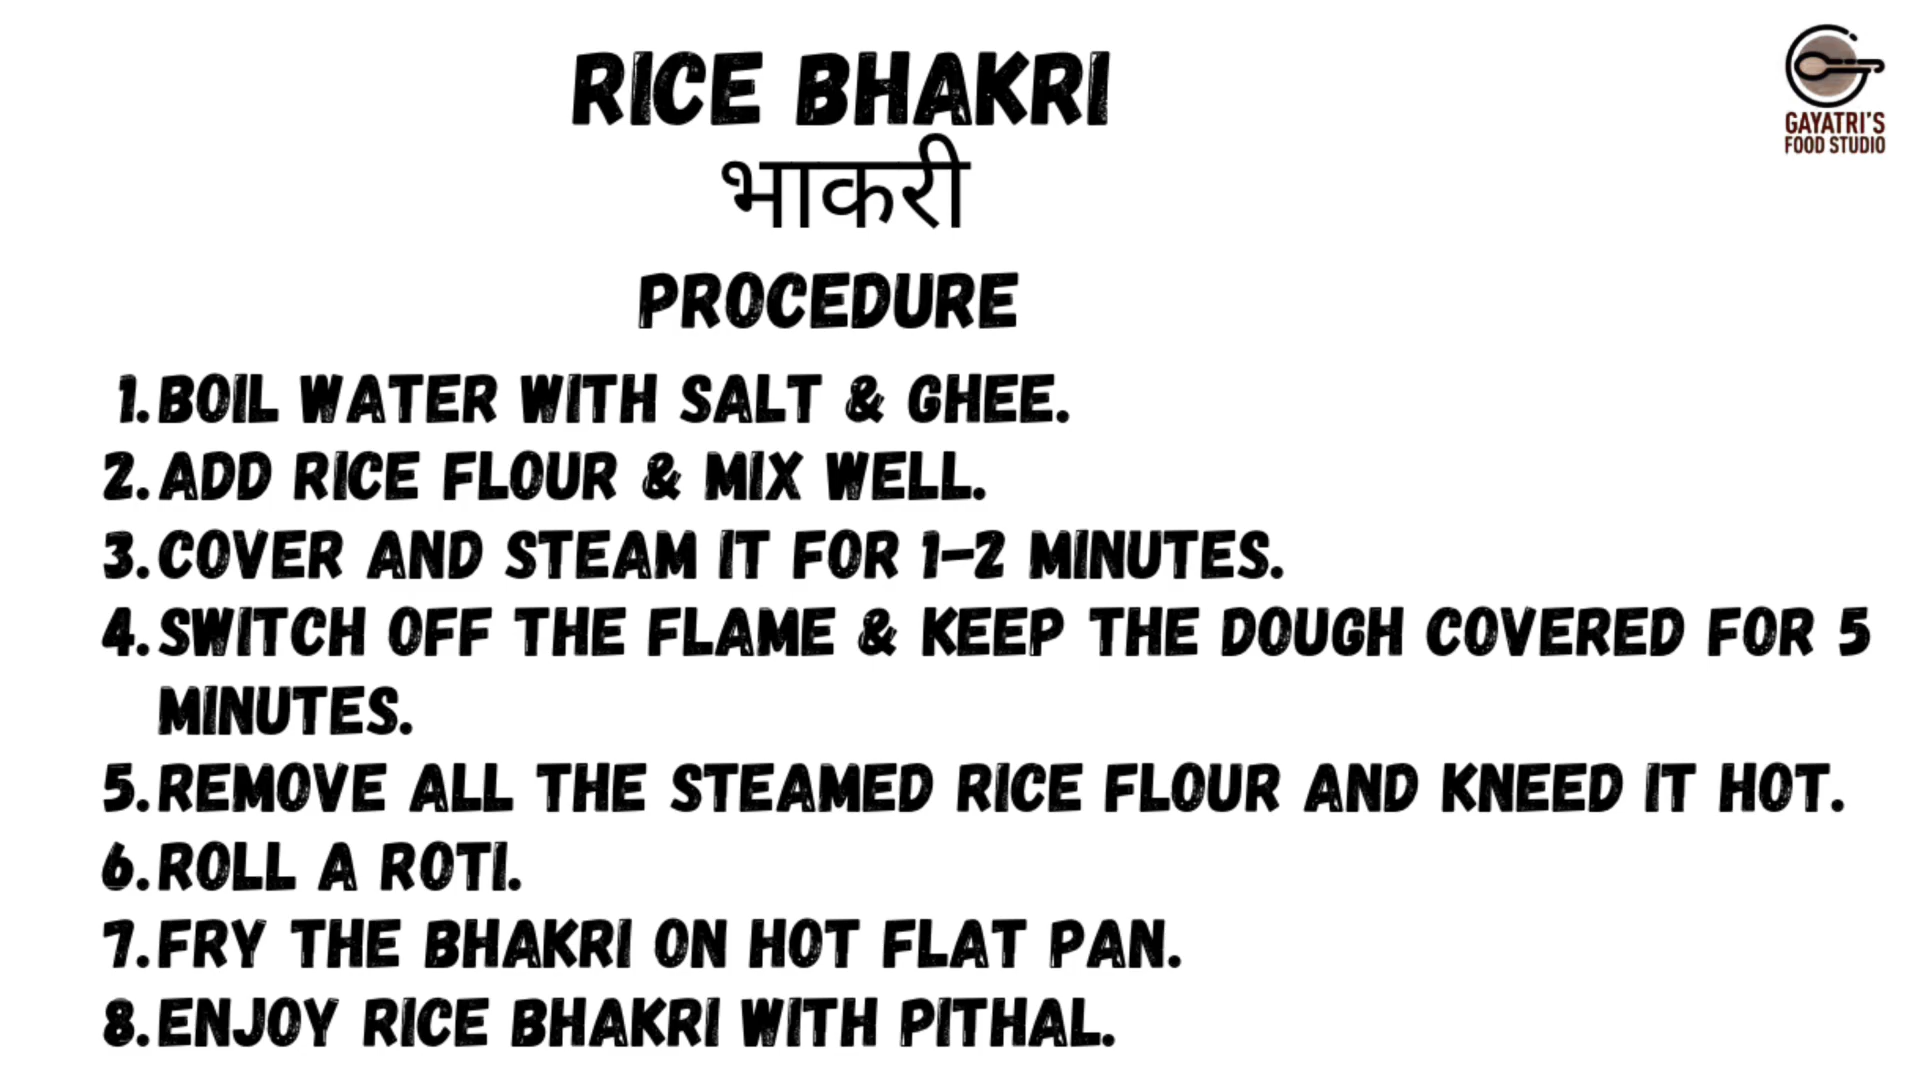 RICE BHAKRI
भाकरी
GAYATRI'S
FOOD STUDIO
PROCEDURE
1. BOIL WATER WITH SALT & GHEE.
2. ADD RICE FLOUR & MIX WELL.
3. COVER AND STEAM IT FOR 1-2 MINUTES.
4. SWITCH OFF THE FLAME & KEEP THE DOUGH COVERED FOR 5
MINUTES.
5. REMOVE ALL THE STEAMED RICE FLOUR AND KNEED IT HOT.
6. ROLL A ROTI.
7. FRY THE BHAKRI ON HOT FLAT PAN.
8. ENJOY RICE BHAKRI WITH PITHAL.